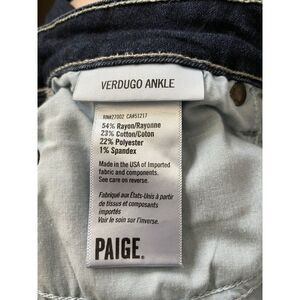 VERDUGO ANKLE
RN#27002 CA#51217
54% Rayon/Rayonne
23% Cotton/Coton
22% Polyester
1% Spandex
Made in the USA of Imported
fabric and components.
See care on reverse.
Fabriqué aux États-Unis à partir
de tissus et composants
importés
Voir le soin sur l'inverse.
PAIGE.